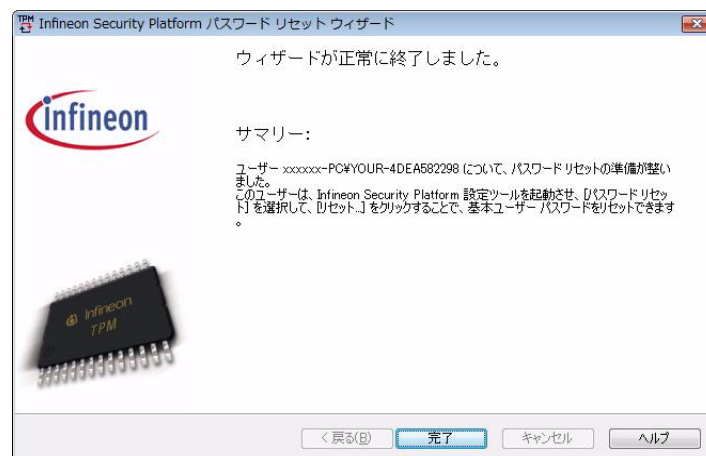 TPM
Infineon Security Platform パスワード リセット ウィザード
ウィザードが正常に終了しました。
infineon
サマリー:
ユーザー xxxxxx-PC¥YOUR-4DEA582298 について、パスワード リセットの準備が整い
ました。
このユーザーは、Infineon Security Platform 設定ツールを起動させ、[パスワード リセッ
ト] を選択して、[リセット...] をクリックすることで、基本ユーザー パスワードをリセットできます
。
infineon
TPM
< 戻る(B)
完了
キャンセル
ヘルプ